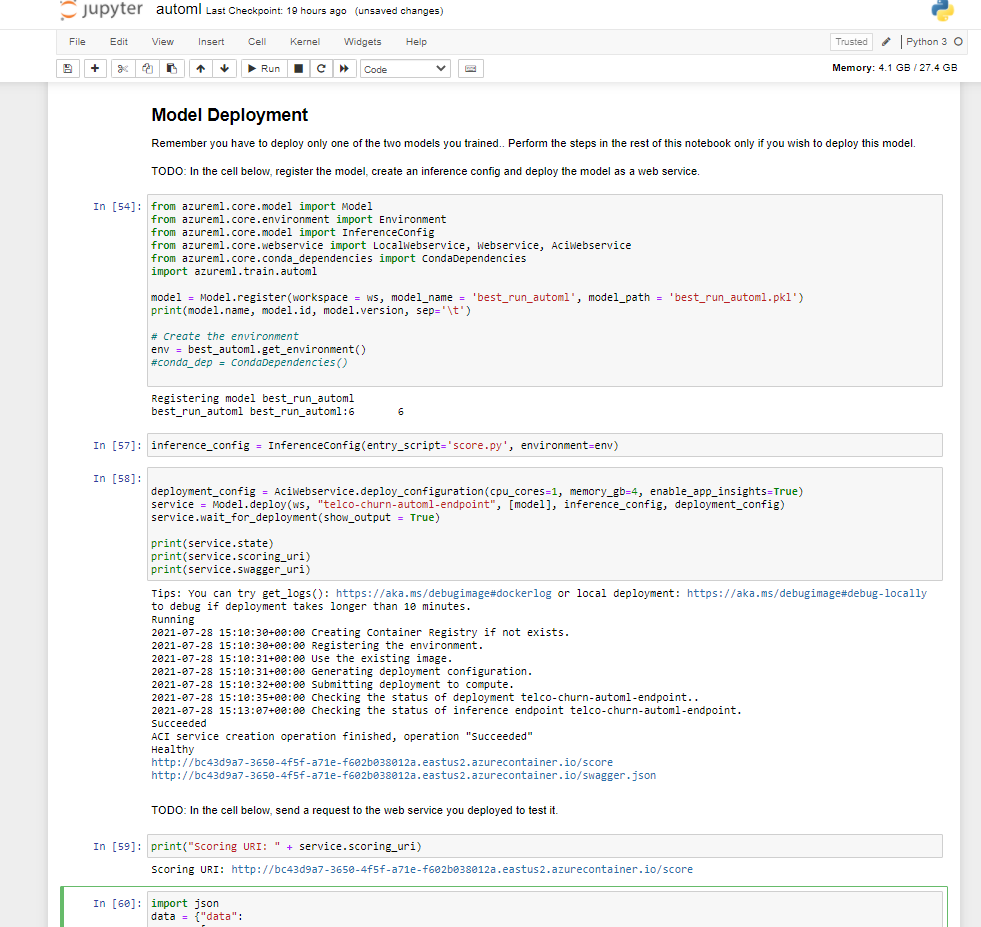 jupyter automl Last Checkpoint: 19 hours ago (unsaved changes)
File Edit View Insert Cell Kernel Widgets Help Trusted Python 3
Run Code Memory: 4.1 GB / 27.4 GB
Model Deployment
Remember you have to deploy only one of the two models you trained.. Perform the steps in the rest of this notebook only if you wish to deploy this model.
TODO: In the cell below, register the model, create an inference config and deploy the model as a web service.
In [54]: from azureml.core.model import Model
from azureml.core.environment import Environment
from azureml.core.model import InferenceConfig
from azureml.core.webservice import LocalWebservice, Webservice, AciWebservice
from azureml.core.conda_dependencies import CondaDependencies
import azureml.train.automl
model = Model.register(workspace = ws, model_name = 'best_run_automl', model_path = 'best_run_automl.pkl')
print(model.name, model.id, model.version, sep='\t')
# Create the environment
env = best_automl.get_environment()
#conda_dep = CondaDependencies()
Registering model best_run_automl
best_run_automl best_run_automl:6 6
In [57]: inference_config = InferenceConfig(entry_script='score.py', environment=env)
In [58]:
deployment_config = AciWebservice.deploy_configuration(cpu_cores=1, memory_gb=4, enable_app_insights=True)
service = Model.deploy(ws, "telco-churn-automl-endpoint", [model], inference_config, deployment_config)
service.wait_for_deployment(show_output = True)
print(service.state)
print(service.scoring_uri)
print(service.swagger_uri)
Tips: You can try get_logs(): https://aka.ms/debugimage#dockerlog or local deployment: https://aka.ms/debugimage#debug-locally
to debug if deployment takes longer than 10 minutes.
Running
2021-07-28 15:10:30+00:00 Creating Container Registry if not exists.
2021-07-28 15:10:30+00:00 Registering the environment.
2021-07-28 15:10:31+00:00 Use the existing image.
2021-07-28 15:10:31+00:00 Generating deployment configuration.
2021-07-28 15:10:32+00:00 Submitting deployment to compute.
2021-07-28 15:10:35+00:00 Checking the status of deployment telco-churn-automl-endpoint..
2021-07-28 15:13:07+00:00 Checking the status of inference endpoint telco-churn-automl-endpoint.
Succeeded
ACI service creation operation finished, operation "Succeeded"
Healthy
http://bc43d9a7-3650-4f5f-a71e-f602b038012a.eastus2.azurecontainer.io/score
http://bc43d9a7-3650-4f5f-a71e-f602b038012a.eastus2.azurecontainer.io/swagger.json
TODO: In the cell below, send a request to the web service you deployed to test it.
In [59]: print("Scoring URI: " + service.scoring_uri)
Scoring URI: http://bc43d9a7-3650-4f5f-a71e-f602b038012a.eastus2.azurecontainer.io/score
In [60]: import json
data = {"data":